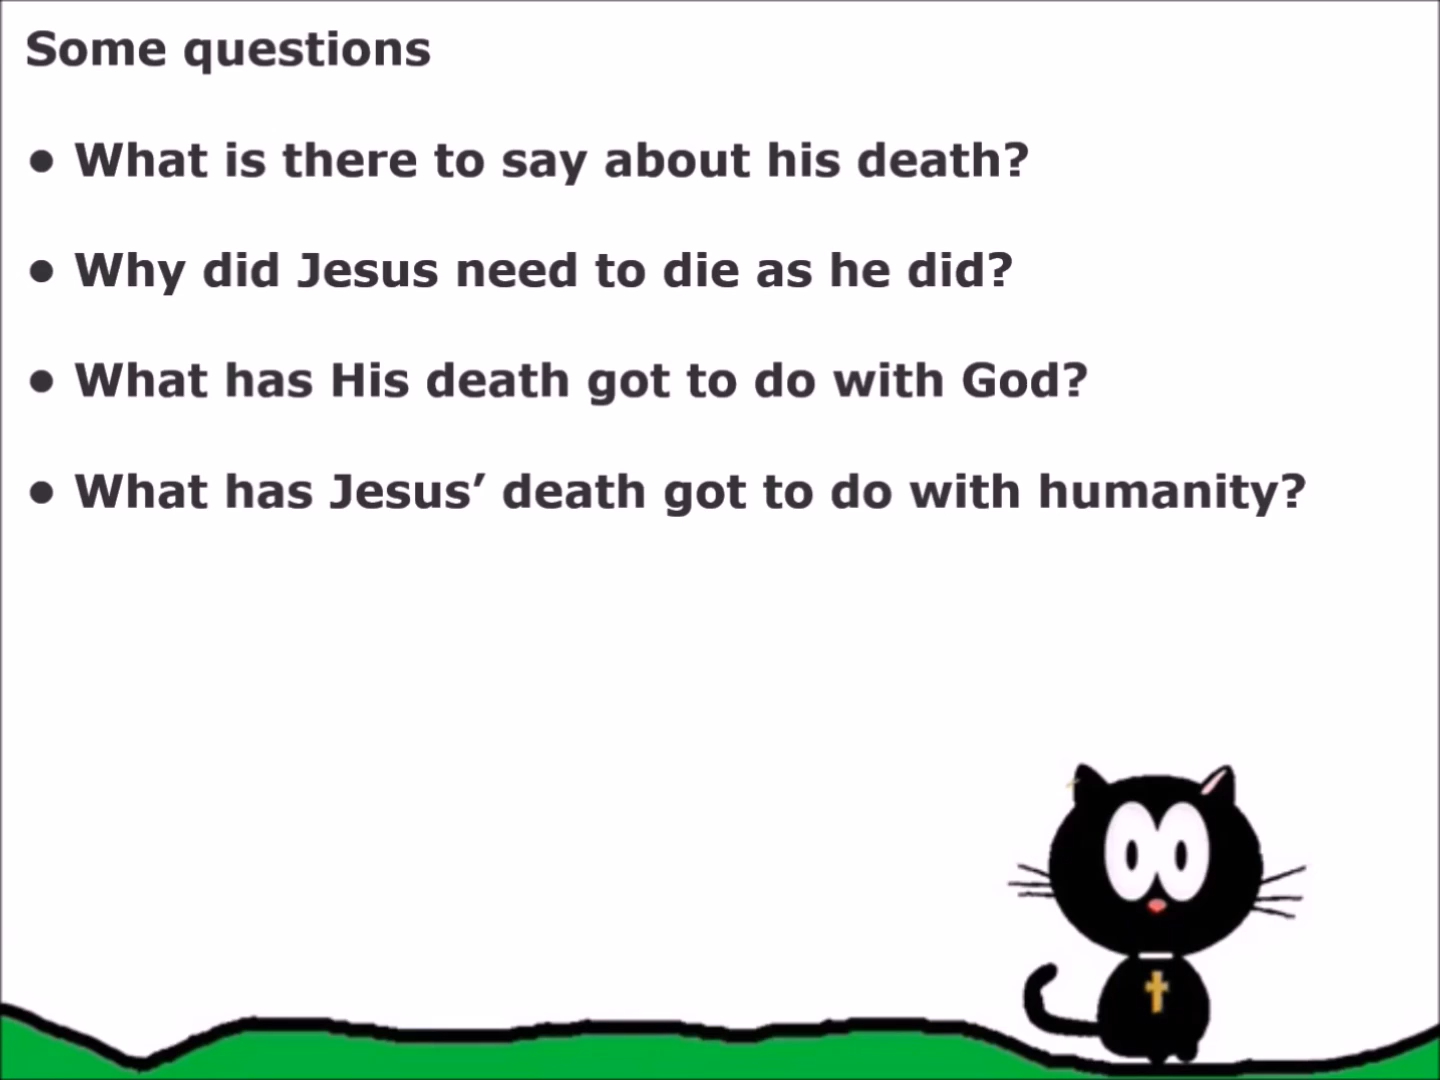 Some questions
• What is there to say about his death?
• Why did Jesus need to die as he did?
• What has His death got to do with God?
• What has Jesus’ death got to do with humanity?